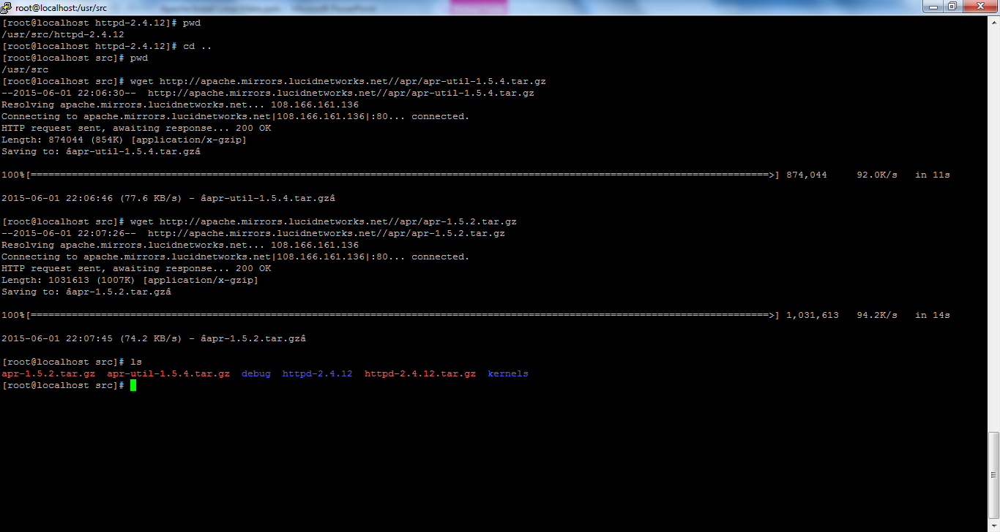 root@localhost:/usr/src
[root@localhost httpd-2.4.12]# pwd
/usr/src/httpd-2.4.12
[root@localhost httpd-2.4.12]# cd ..
[root@localhost src]# pwd
/usr/src
[root@localhost src]# wget http://apache.mirrors.lucidnetworks.net//apr/apr-util-1.5.4.tar.gz
--2015-06-01 22:06:30--  http://apache.mirrors.lucidnetworks.net//apr/apr-util-1.5.4.tar.gz
Resolving apache.mirrors.lucidnetworks.net... 108.166.161.136
Connecting to apache.mirrors.lucidnetworks.net|108.166.161.136|:80... connected.
HTTP request sent, awaiting response... 200 OK
Length: 874044 (854K) [application/x-gzip]
Saving to: âapr-util-1.5.4.tar.gzâ
100%[==============================================================================================================================>] 874,044     92.0K/s   in 11s
2015-06-01 22:06:46 (77.6 KB/s) - âapr-util-1.5.4.tar.gzâ
[root@localhost src]# wget http://apache.mirrors.lucidnetworks.net//apr/apr-1.5.2.tar.gz
--2015-06-01 22:07:26--  http://apache.mirrors.lucidnetworks.net//apr/apr-1.5.2.tar.gz
Resolving apache.mirrors.lucidnetworks.net... 108.166.161.136
Connecting to apache.mirrors.lucidnetworks.net|108.166.161.136|:80... connected.
HTTP request sent, awaiting response... 200 OK
Length: 1031613 (1007K) [application/x-gzip]
Saving to: âapr-1.5.2.tar.gzâ
100%[==============================================================================================================================>] 1,031,613   94.2K/s   in 14s
2015-06-01 22:07:45 (74.2 KB/s) - âapr-1.5.2.tar.gzâ
[root@localhost src]# ls
apr-1.5.2.tar.gz  apr-util-1.5.4.tar.gz  debug  httpd-2.4.12  httpd-2.4.12.tar.gz  kernels
[root@localhost src]#